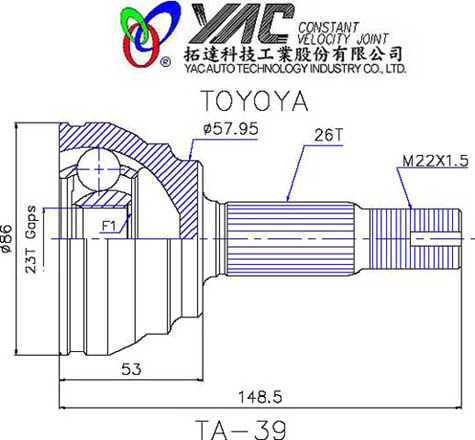 YAC CONSTANT
VELOCITY JOINT
®
拓達科技工業股份有限公司
YAC AUTO TECHNOLOGY INDUSTRY CO., LTD.
TOYOYA
ø57.95
26T
M22X1.5
ø86
23T Gaps
F1
53
148.5
TA-39